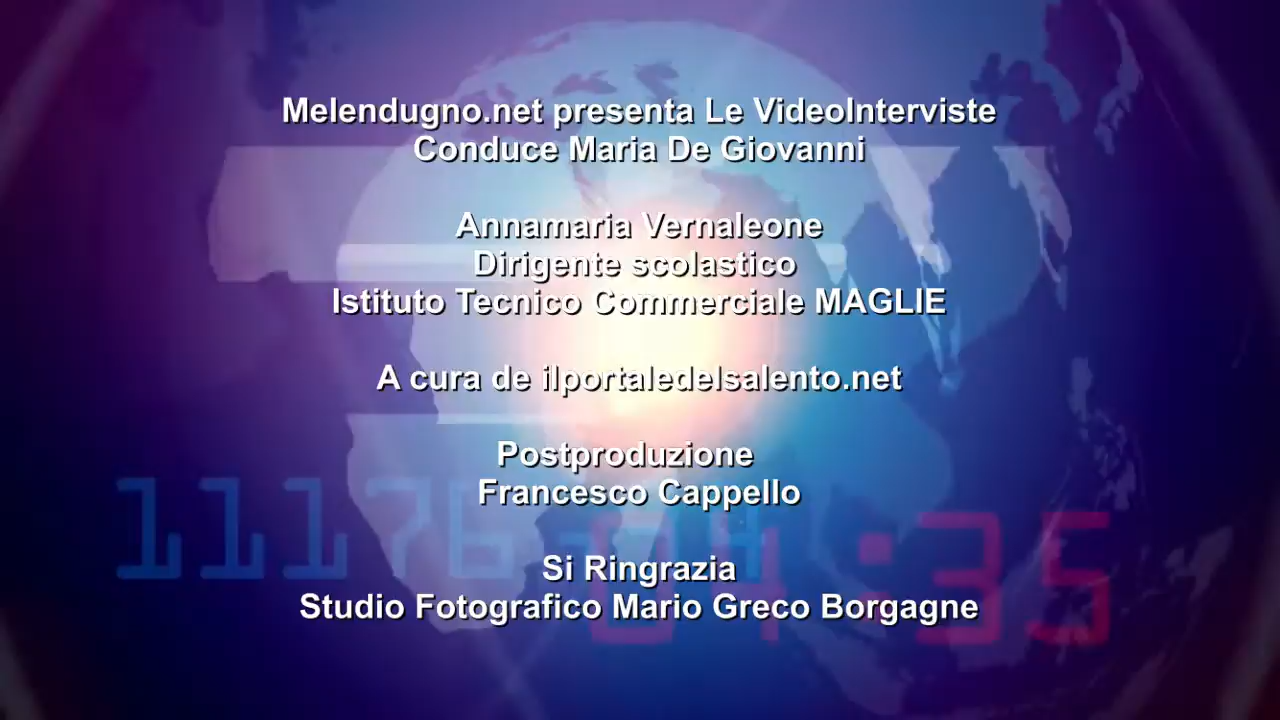 Melendugno.net presenta Le VideoInterviste
Conduce Maria De Giovanni
Annamaria Vernaleone
Dirigente scolastico
Istituto Tecnico Commerciale MAGLIE
A cura de ilportaledelsalento.net
Postproduzione
Francesco Cappello
Si Ringrazia
Studio Fotografico Mario Greco Borgagne